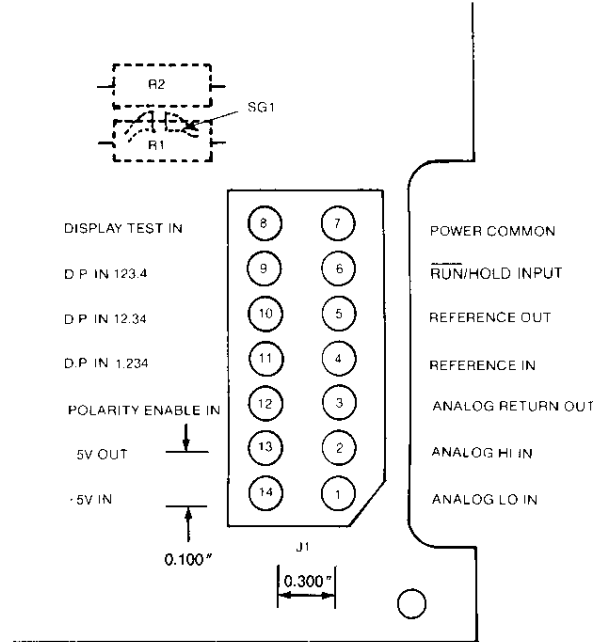 R2
SG1
R1
DISPLAY TEST IN 8 7 POWER COMMON
D.P IN 123.4 9 6 RUN/HOLD INPUT
D P IN 12.34 10 5 REFERENCE OUT
D.P IN 1.234 11 4 REFERENCE IN
POLARITY ENABLE IN 12 3 ANALOG RETURN OUT
5V OUT 13 2 ANALOG HI IN
-5V IN 14 1 ANALOG LO IN
J1
0.100"
0.300"